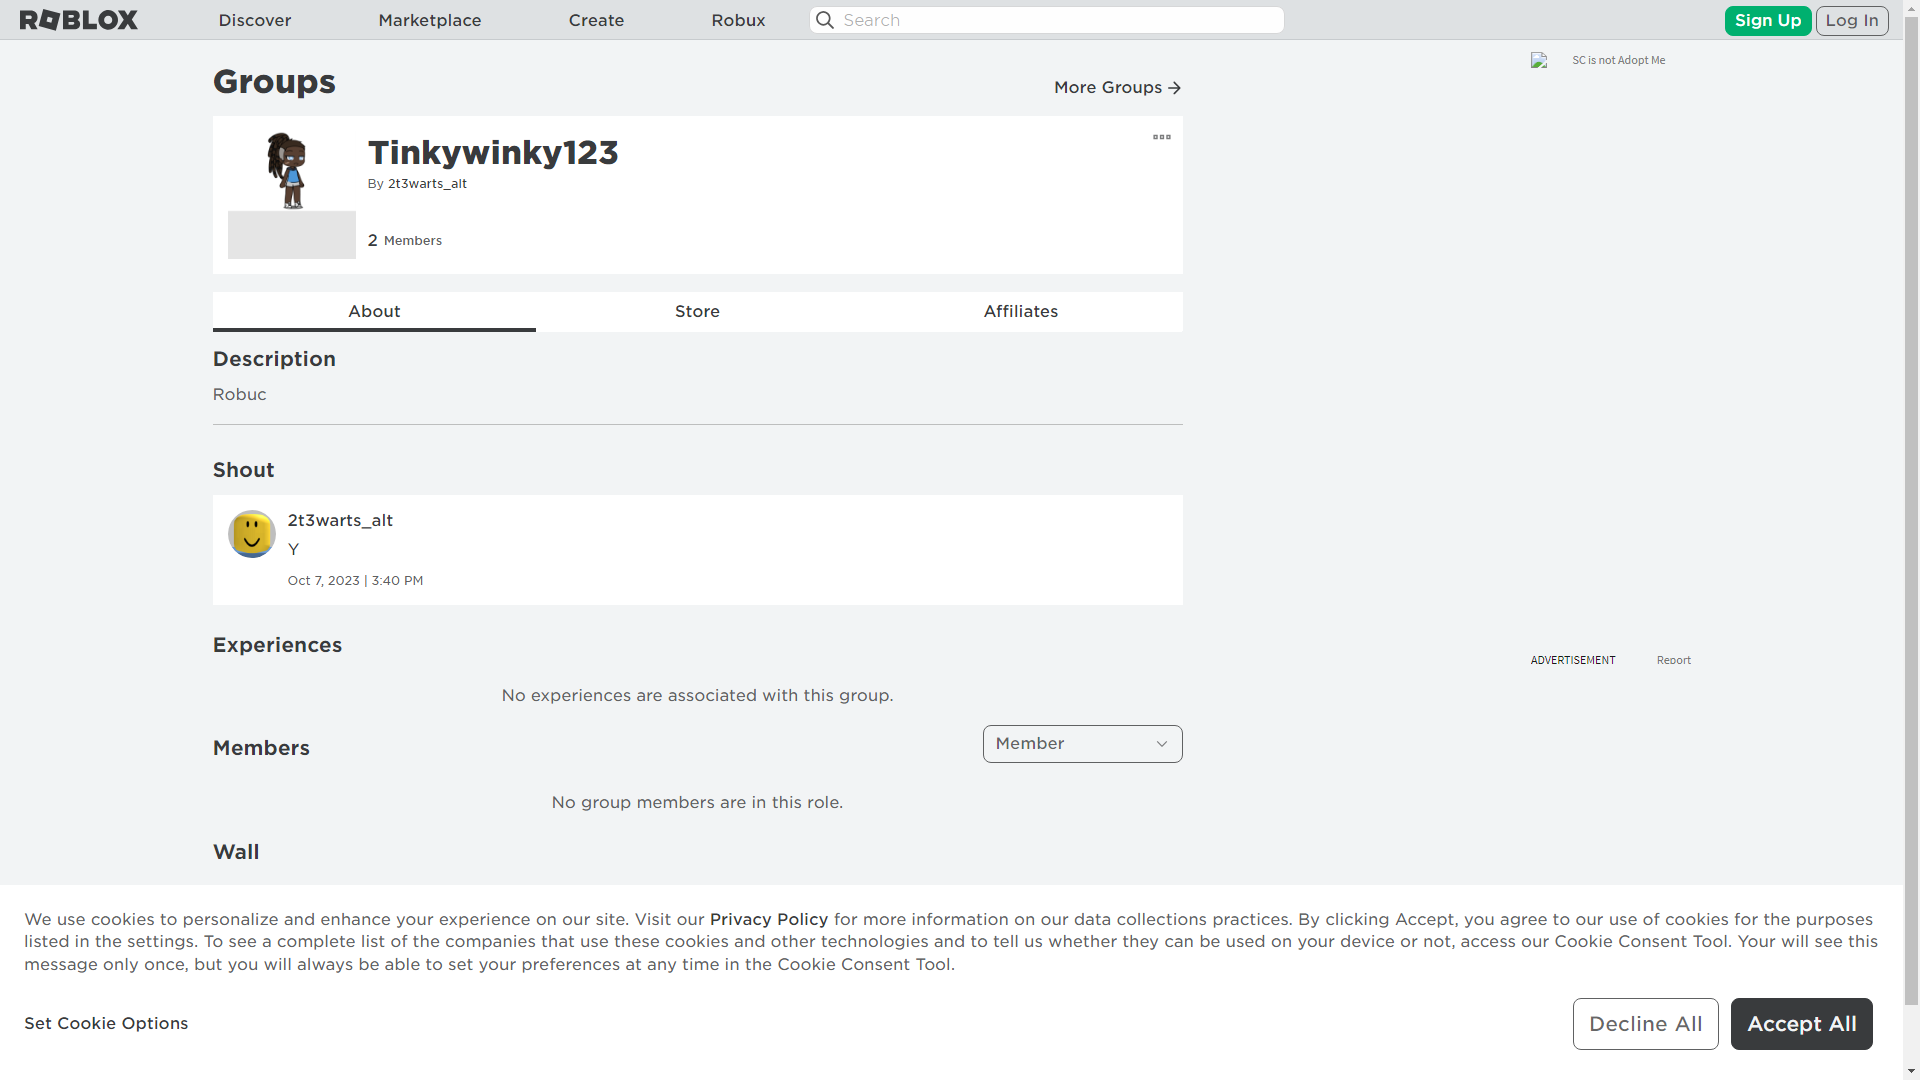 ROBLOX
Discover
Marketplace
Create
Robux
Search
Sign Up
Log In
Groups
More Groups
SC is not Adopt Me
Tinkywinky123
By 2t3warts_alt
2 Members
About
Store
Affiliates
Description
Robuc
Shout
2t3warts_alt
Y
Oct 7, 2023 | 3:40 PM
Experiences
ADVERTISEMENT
Report
No experiences are associated with this group.
Members
Member
No group members are in this role.
Wall
We use cookies to personalize and enhance your experience on our site. Visit our Privacy Policy for more information on our data collections practices. By clicking Accept, you agree to our use of cookies for the purposes
listed in the settings. To see a complete list of the companies that use these cookies and other technologies and to tell us whether they can be used on your device or not, access our Cookie Consent Tool. Your will see this
message only once, but you will always be able to set your preferences at any time in the Cookie Consent Tool.
Set Cookie Options
Decline All
Accept All